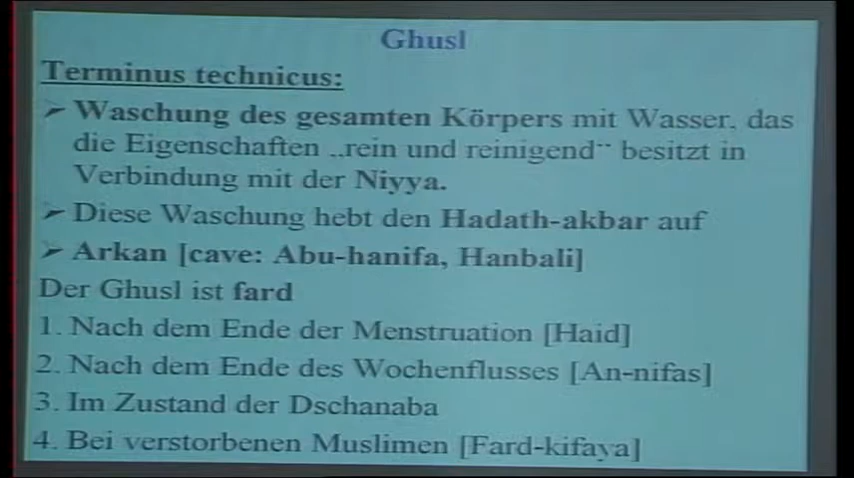 Ghusl
Terminus technicus:
➢ Waschung des gesamten Körpers mit Wasser, das
die Eigenschaften „rein und reinigend“ besitzt in
Verbindung mit der Niyya.
➢ Diese Waschung hebt den Hadath-akbar auf
➢ Arkan [cave: Abu-hanifa, Hanbali]
Der Ghusl ist fard
1. Nach dem Ende der Menstruation [Haid]
2. Nach dem Ende des Wochenflusses [An-nifas]
3. Im Zustand der Dschanaba
4. Bei verstorbenen Muslimen [Fard-kifaya]